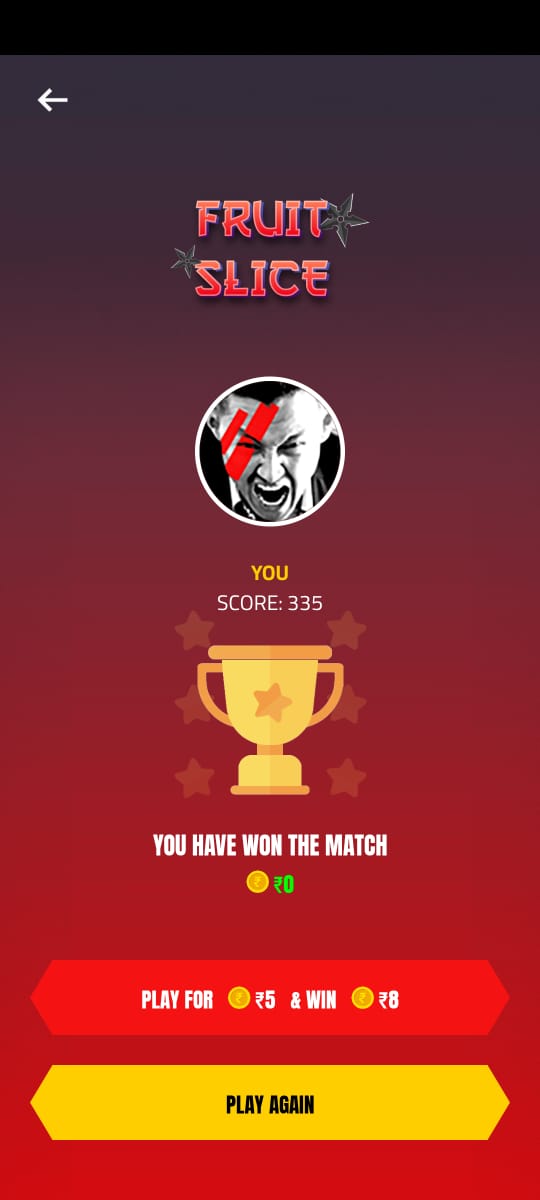 FRUIT
SLICE
YOU
SCORE: 335
YOU HAVE WON THE MATCH
₹0
PLAY FOR ₹5 & WIN ₹8
PLAY AGAIN